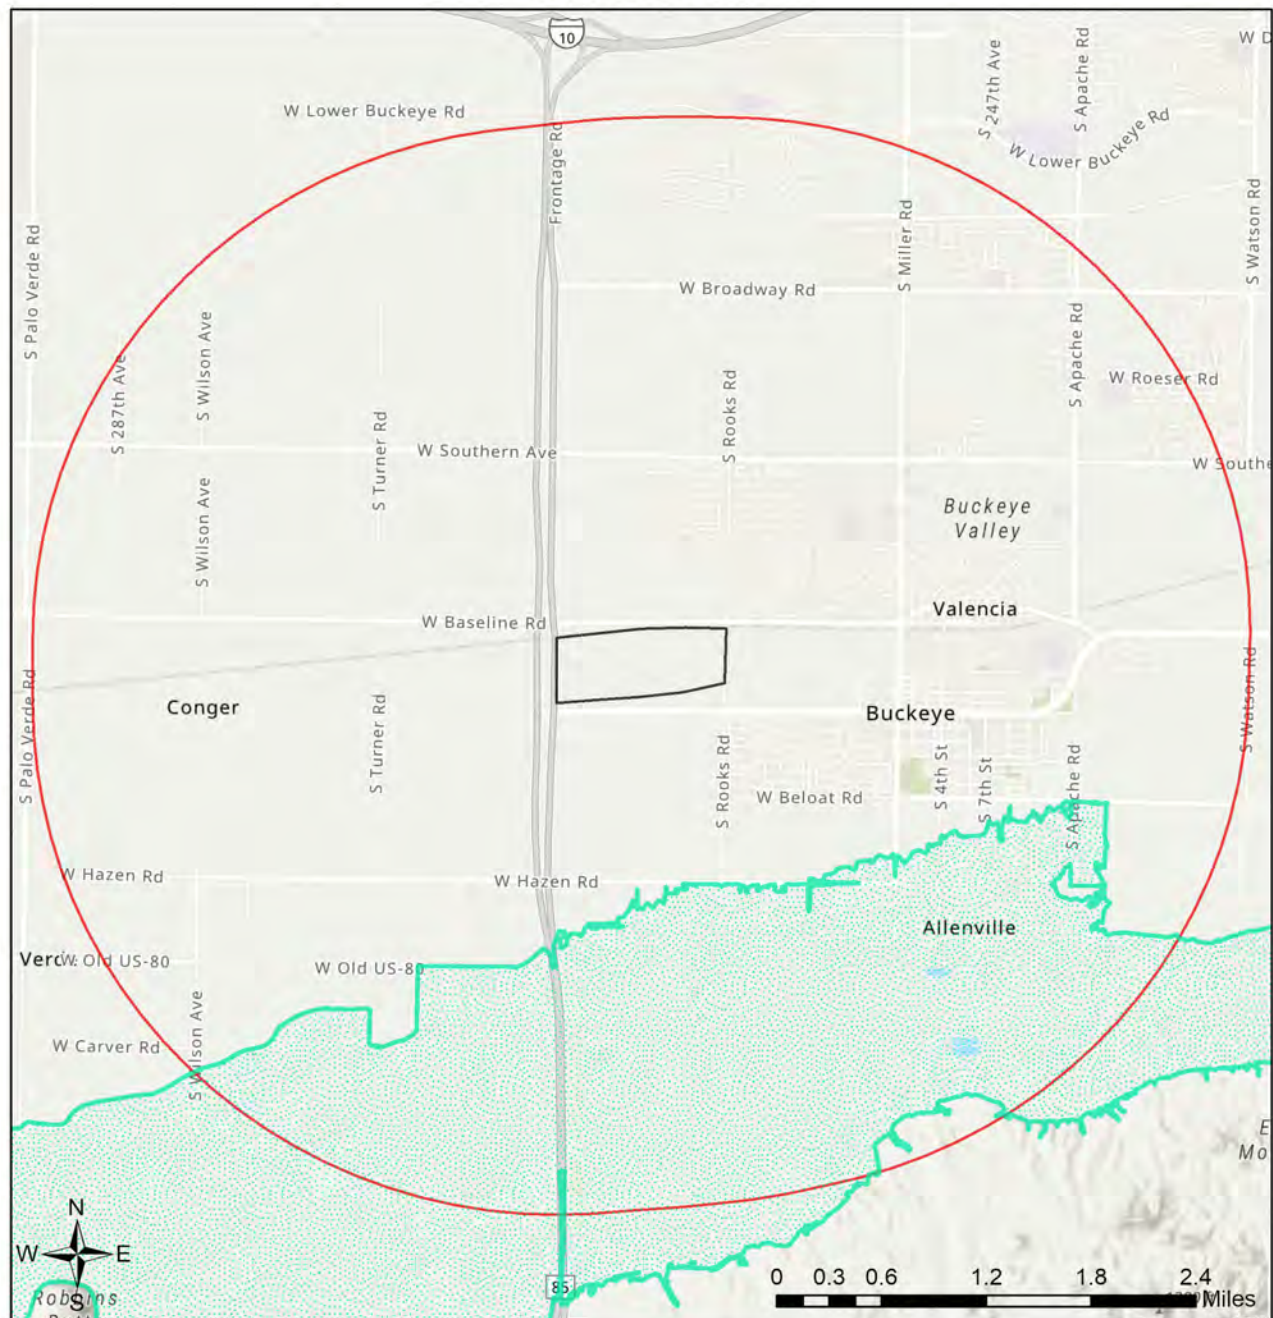 10
W D
S 247th Ave
S Apache Rd
W Lower Buckeye Rd
W Lower Buckeye Rd
Frontage Rd
S Miller Rd
S Watson Rd
S Palo Verde Rd
W Broadway Rd
S Wilson Ave
S 287th Ave
S Apache Rd
W Roeser Rd
S Rooks Rd
S Turner Rd
W Southern Ave
W Southe
Buckeye
Valley
S Wilson Ave
Valencia
W Baseline Rd
S Palo Verde Rd
Conger
S Turner Rd
Buckeye
S Watson Rd
S Rooks Rd
S 4th St
S 7th St
S Apache Rd
W Beloat Rd
W Hazen Rd
W Hazen Rd
Allenville
W Old US-80
W Old US-80
S Wilson Ave
W Carver Rd
E
Mo
N
W E
S
85
0 0.3 0.6 1.2 1.8 2.4
Miles